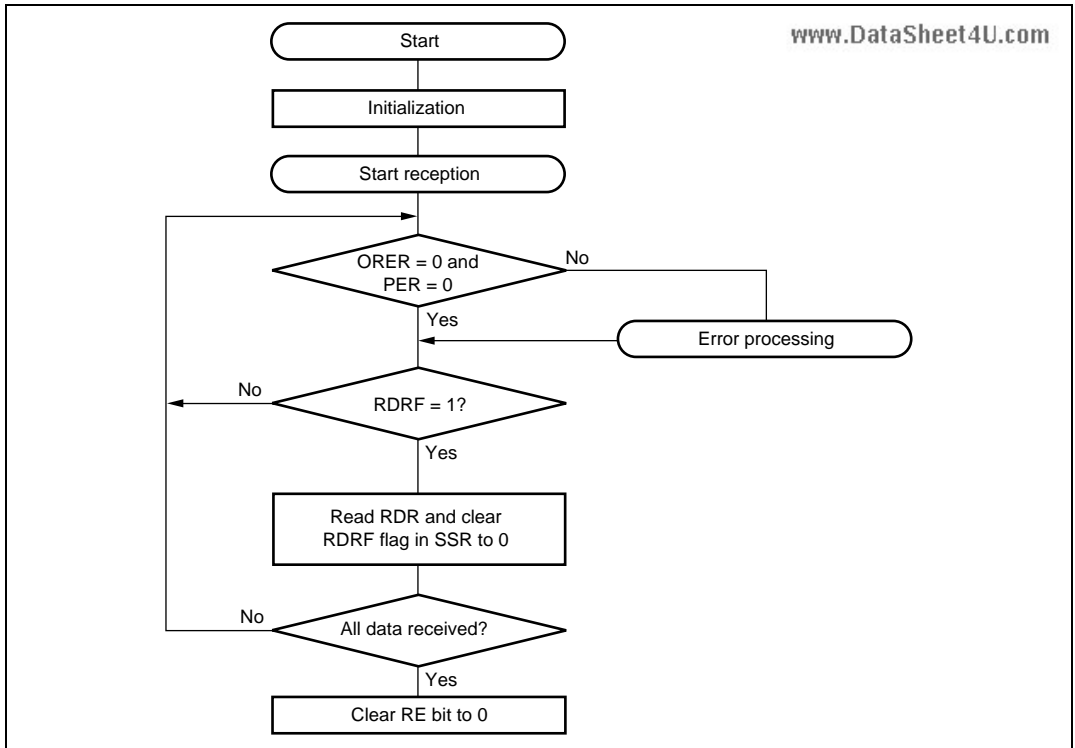 www.DataSheet4U.com
Start
Initialization
Start reception
ORER = 0 and
PER = 0
No
Yes
Error processing
No
RDRF = 1?
Yes
Read RDR and clear
RDRF flag in SSR to 0
No
All data received?
Yes
Clear RE bit to 0